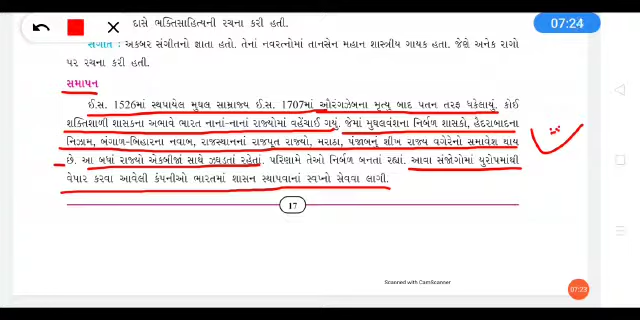 દાસે ભક્તિસાહિત્યની રચના કરી હતી.
07:24
સંગીત : અકબર સંગીતનો જ્ઞાતા હતો. તેનાં નવરત્નોમાં તાનસેન મહાન શાસ્ત્રીય ગાયક હતા. જેણે અનેક રાગો
પર રચના કરી હતી.
સમાપન
ઈ.સ. 1526માં સ્થપાયેલ મુઘલ સામ્રાજ્ય ઈ.સ. 1707માં ઔરંગઝેબના મૃત્યુ બાદ પતન તરફ ધકેલાયું. કોઈ
શક્તિશાળી શાસકના અભાવે ભારત નાનાં-નાનાં રાજ્યોમાં વહેંચાઈ ગયું. જેમાં મુઘલવંશના નિર્બળ શાસકો, હૈદરાબાદના
નિઝામ, બંગાળ-બિહારના નવાબ, રાજસ્થાનનાં રાજપૂત રાજ્યો, મરાઠા, પંજાબનું શીખ રાજ્ય વગેરેનો સમાવેશ થાય
છે. આ બધાં રાજ્યો એકબીજાં સાથે ઝઘડતાં રહેતાં. પરિણામે તેઓ નિર્બળ બનતાં રહ્યાં. આવા સંજોગોમાં યુરોપમાંથી
વેપાર કરવા આવેલી કંપનીઓ ભારતમાં શાસન સ્થાપવાનાં સ્વપ્નો સેવવા લાગી.
17
Scanned with CamScanner
07:23